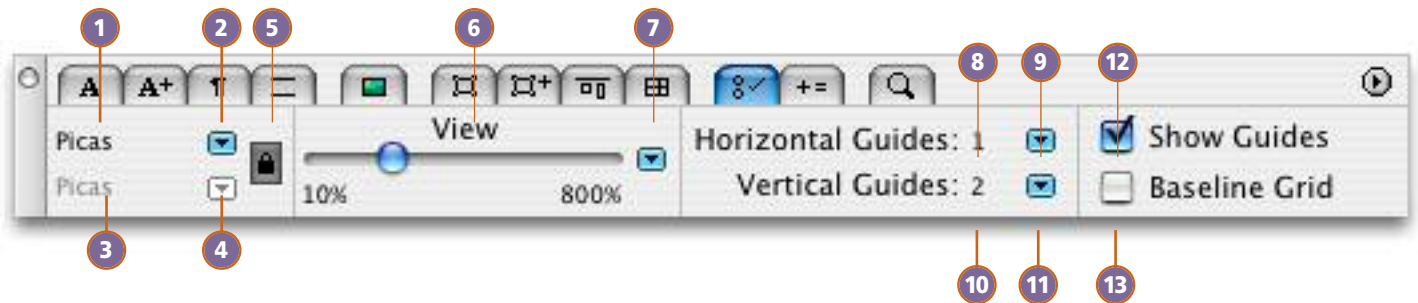 1 2 5 6 7 8 9 12
A A+ ¶ += 
Picas View Horizontal Guides: 1 Show Guides
Picas 10% 800% Vertical Guides: 2 Baseline Grid
3 4 10 11 13